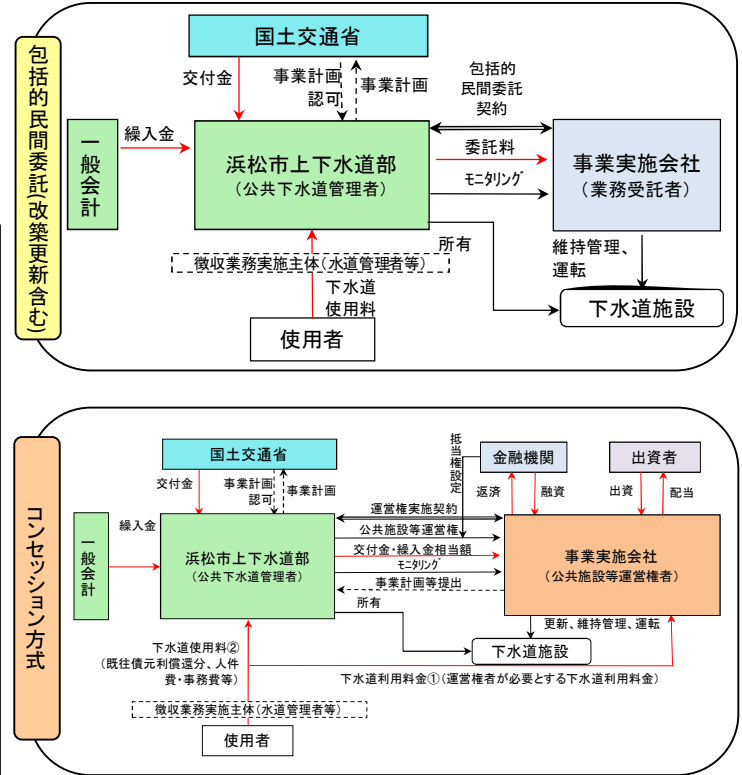 包括的民間委託(改築更新含む)
国土交通省
交付金
事業計画
認可
事業計画
包括的
民間委託
契約
一般会計
繰入金
浜松市上下水道部
(公共下水道管理者)
委託料
ﾓﾆﾀﾘﾝｸﾞ
事業実施会社
(業務受託者)
所有
維持管理、
運転
徴収業務実施主体(水道管理者等)
下水道
使用料
下水道施設
使用者
コンセッション方式
国土交通省
交付金
事業計画
認可
事業計画
抵当権設定
金融機関
出資者
返済
融資
出資
配当
一般会計
繰入金
浜松市上下水道部
(公共下水道管理者)
運営権実施契約
公共施設等運営権
交付金・繰入金相当額
ﾓﾆﾀﾘﾝｸﾞ
事業計画等提出
事業実施会社
(公共施設等運営権者)
所有
更新、維持管理、運転
下水道施設
下水道使用料②
(既往債元利償還分、人件
費・事務費等)
下水道利用料金①(運営権者が必要とする下水道利用料金)
徴収業務実施主体(水道管理者等)
使用者